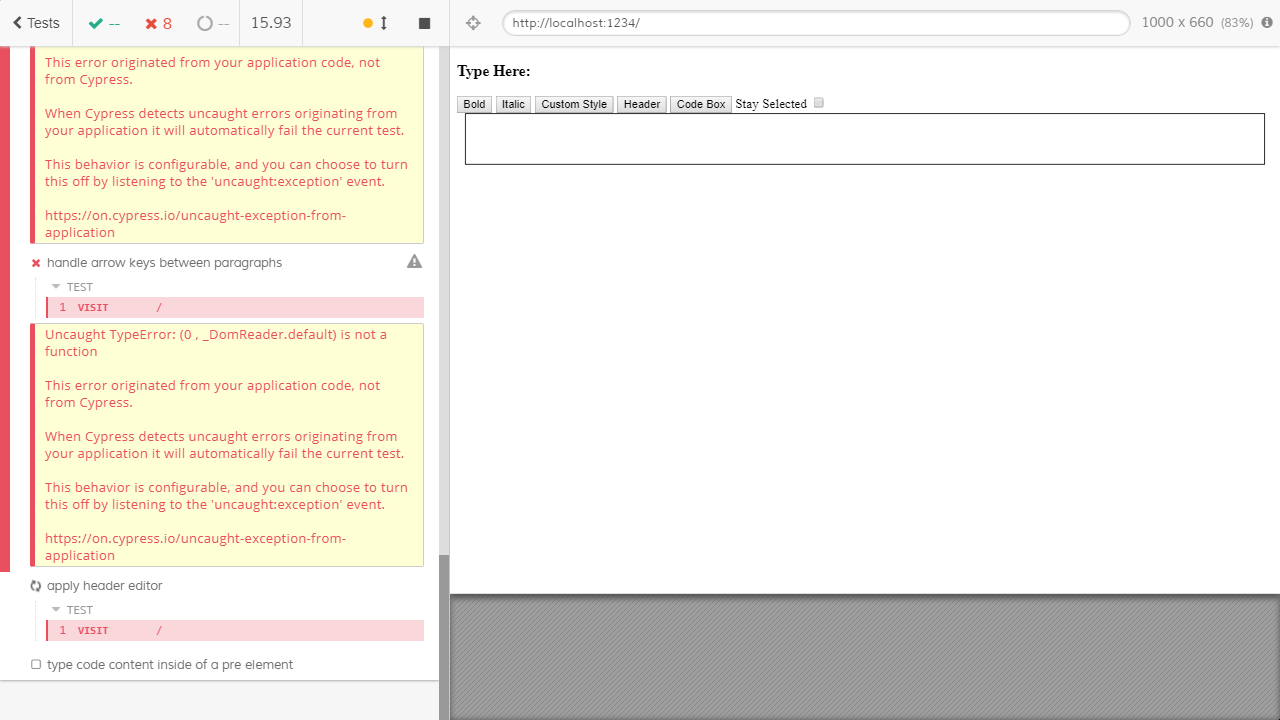 Tests -- 8 -- 15.93
http://localhost:1234/ 1000 x 660 (83%)
This error originated from your application code, not
from Cypress.
When Cypress detects uncaught errors originating from
your application it will automatically fail the current test.
This behavior is configurable, and you can choose to turn
this off by listening to the 'uncaught:exception' event.
https://on.cypress.io/uncaught-exception-from-
application
handle arrow keys between paragraphs
TEST
1 VISIT /
Uncaught TypeError: (0 , _DomReader.default) is not a
function
This error originated from your application code, not
from Cypress.
When Cypress detects uncaught errors originating from
your application it will automatically fail the current test.
This behavior is configurable, and you can choose to turn
this off by listening to the 'uncaught:exception' event.
https://on.cypress.io/uncaught-exception-from-
application
apply header editor
TEST
1 VISIT /
type code content inside of a pre element
Type Here:
Bold Italic Custom Style Header Code Box Stay Selected